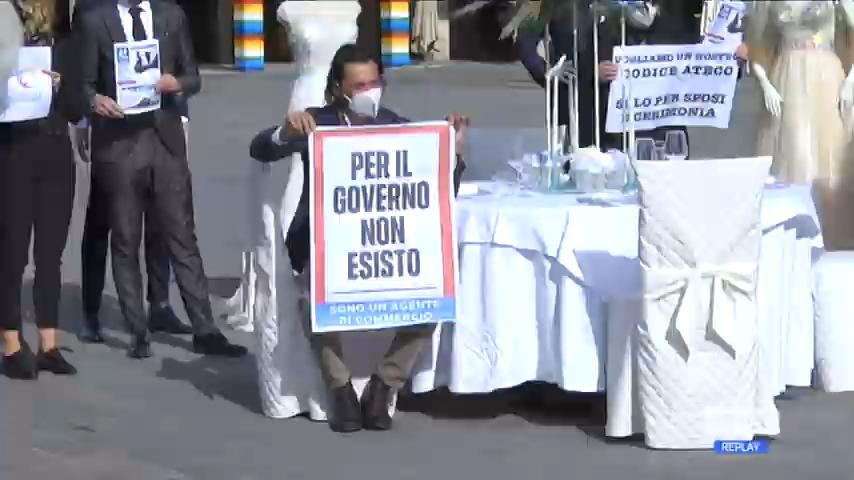 PER IL
GOVERNO
NON
ESISTO
SONO UN AGENTE
DI COMMERCIO
VOGLIAMO UN NOSTRO
CODICE ATECO
SOLO PER SPOSI
CERIMONIA
REPLAY